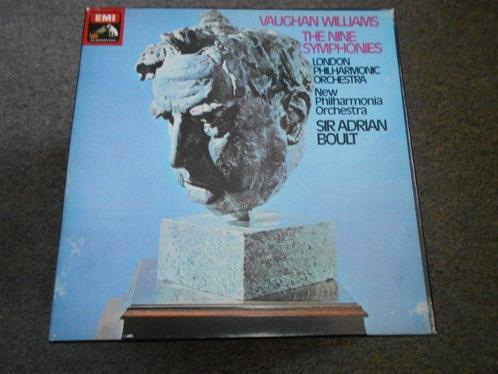 EMI
VAUGHAN WILLIAMS
THE NINE
SYMPHONIES
LONDON
PHILHARMONIC
ORCHESTRA
New
Philharmonia
Orchestra
SIR ADRIAN
BOULT